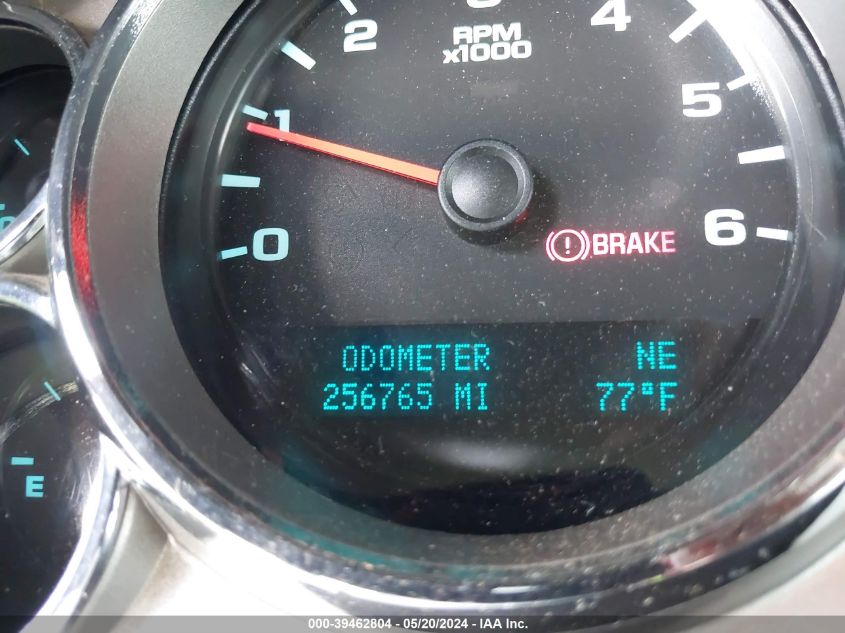 3
2
4
RPM
x1000
1
5
0
6
BRAKE
ODOMETER NE
256765 MI 77°F
E
000-39462804 - 05/20/2024 - IAA Inc.